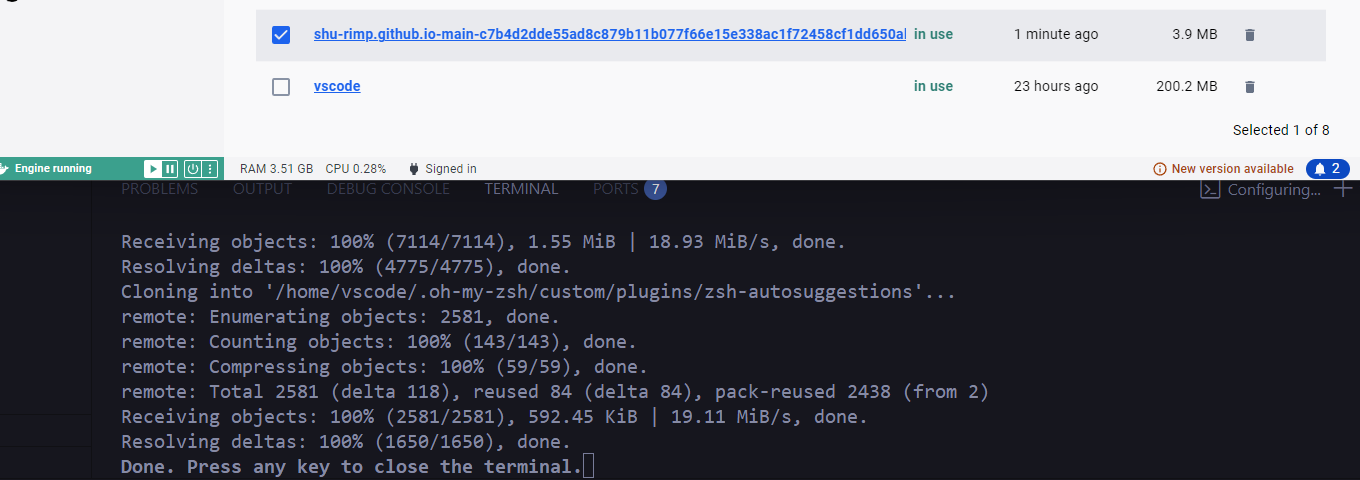 shu-rimp.github.io-main-c7b4d2dde55ad8c879b11b077f66e15e338ac1f72458cf1dd650a in use 1 minute ago 3.9 MB
vscode in use 23 hours ago 200.2 MB
Selected 1 of 8
Engine running RAM 3.51 GB CPU 0.28% Signed in New version available 2
PROBLEMS OUTPUT DEBUG CONSOLE TERMINAL PORTS 7 Configuring...
Receiving objects: 100% (7114/7114), 1.55 MiB | 18.93 MiB/s, done.
Resolving deltas: 100% (4775/4775), done.
Cloning into '/home/vscode/.oh-my-zsh/custom/plugins/zsh-autosuggestions'...
remote: Enumerating objects: 2581, done.
remote: Counting objects: 100% (143/143), done.
remote: Compressing objects: 100% (59/59), done.
remote: Total 2581 (delta 118), reused 84 (delta 84), pack-reused 2438 (from 2)
Receiving objects: 100% (2581/2581), 592.45 KiB | 19.11 MiB/s, done.
Resolving deltas: 100% (1650/1650), done.
Done. Press any key to close the terminal.